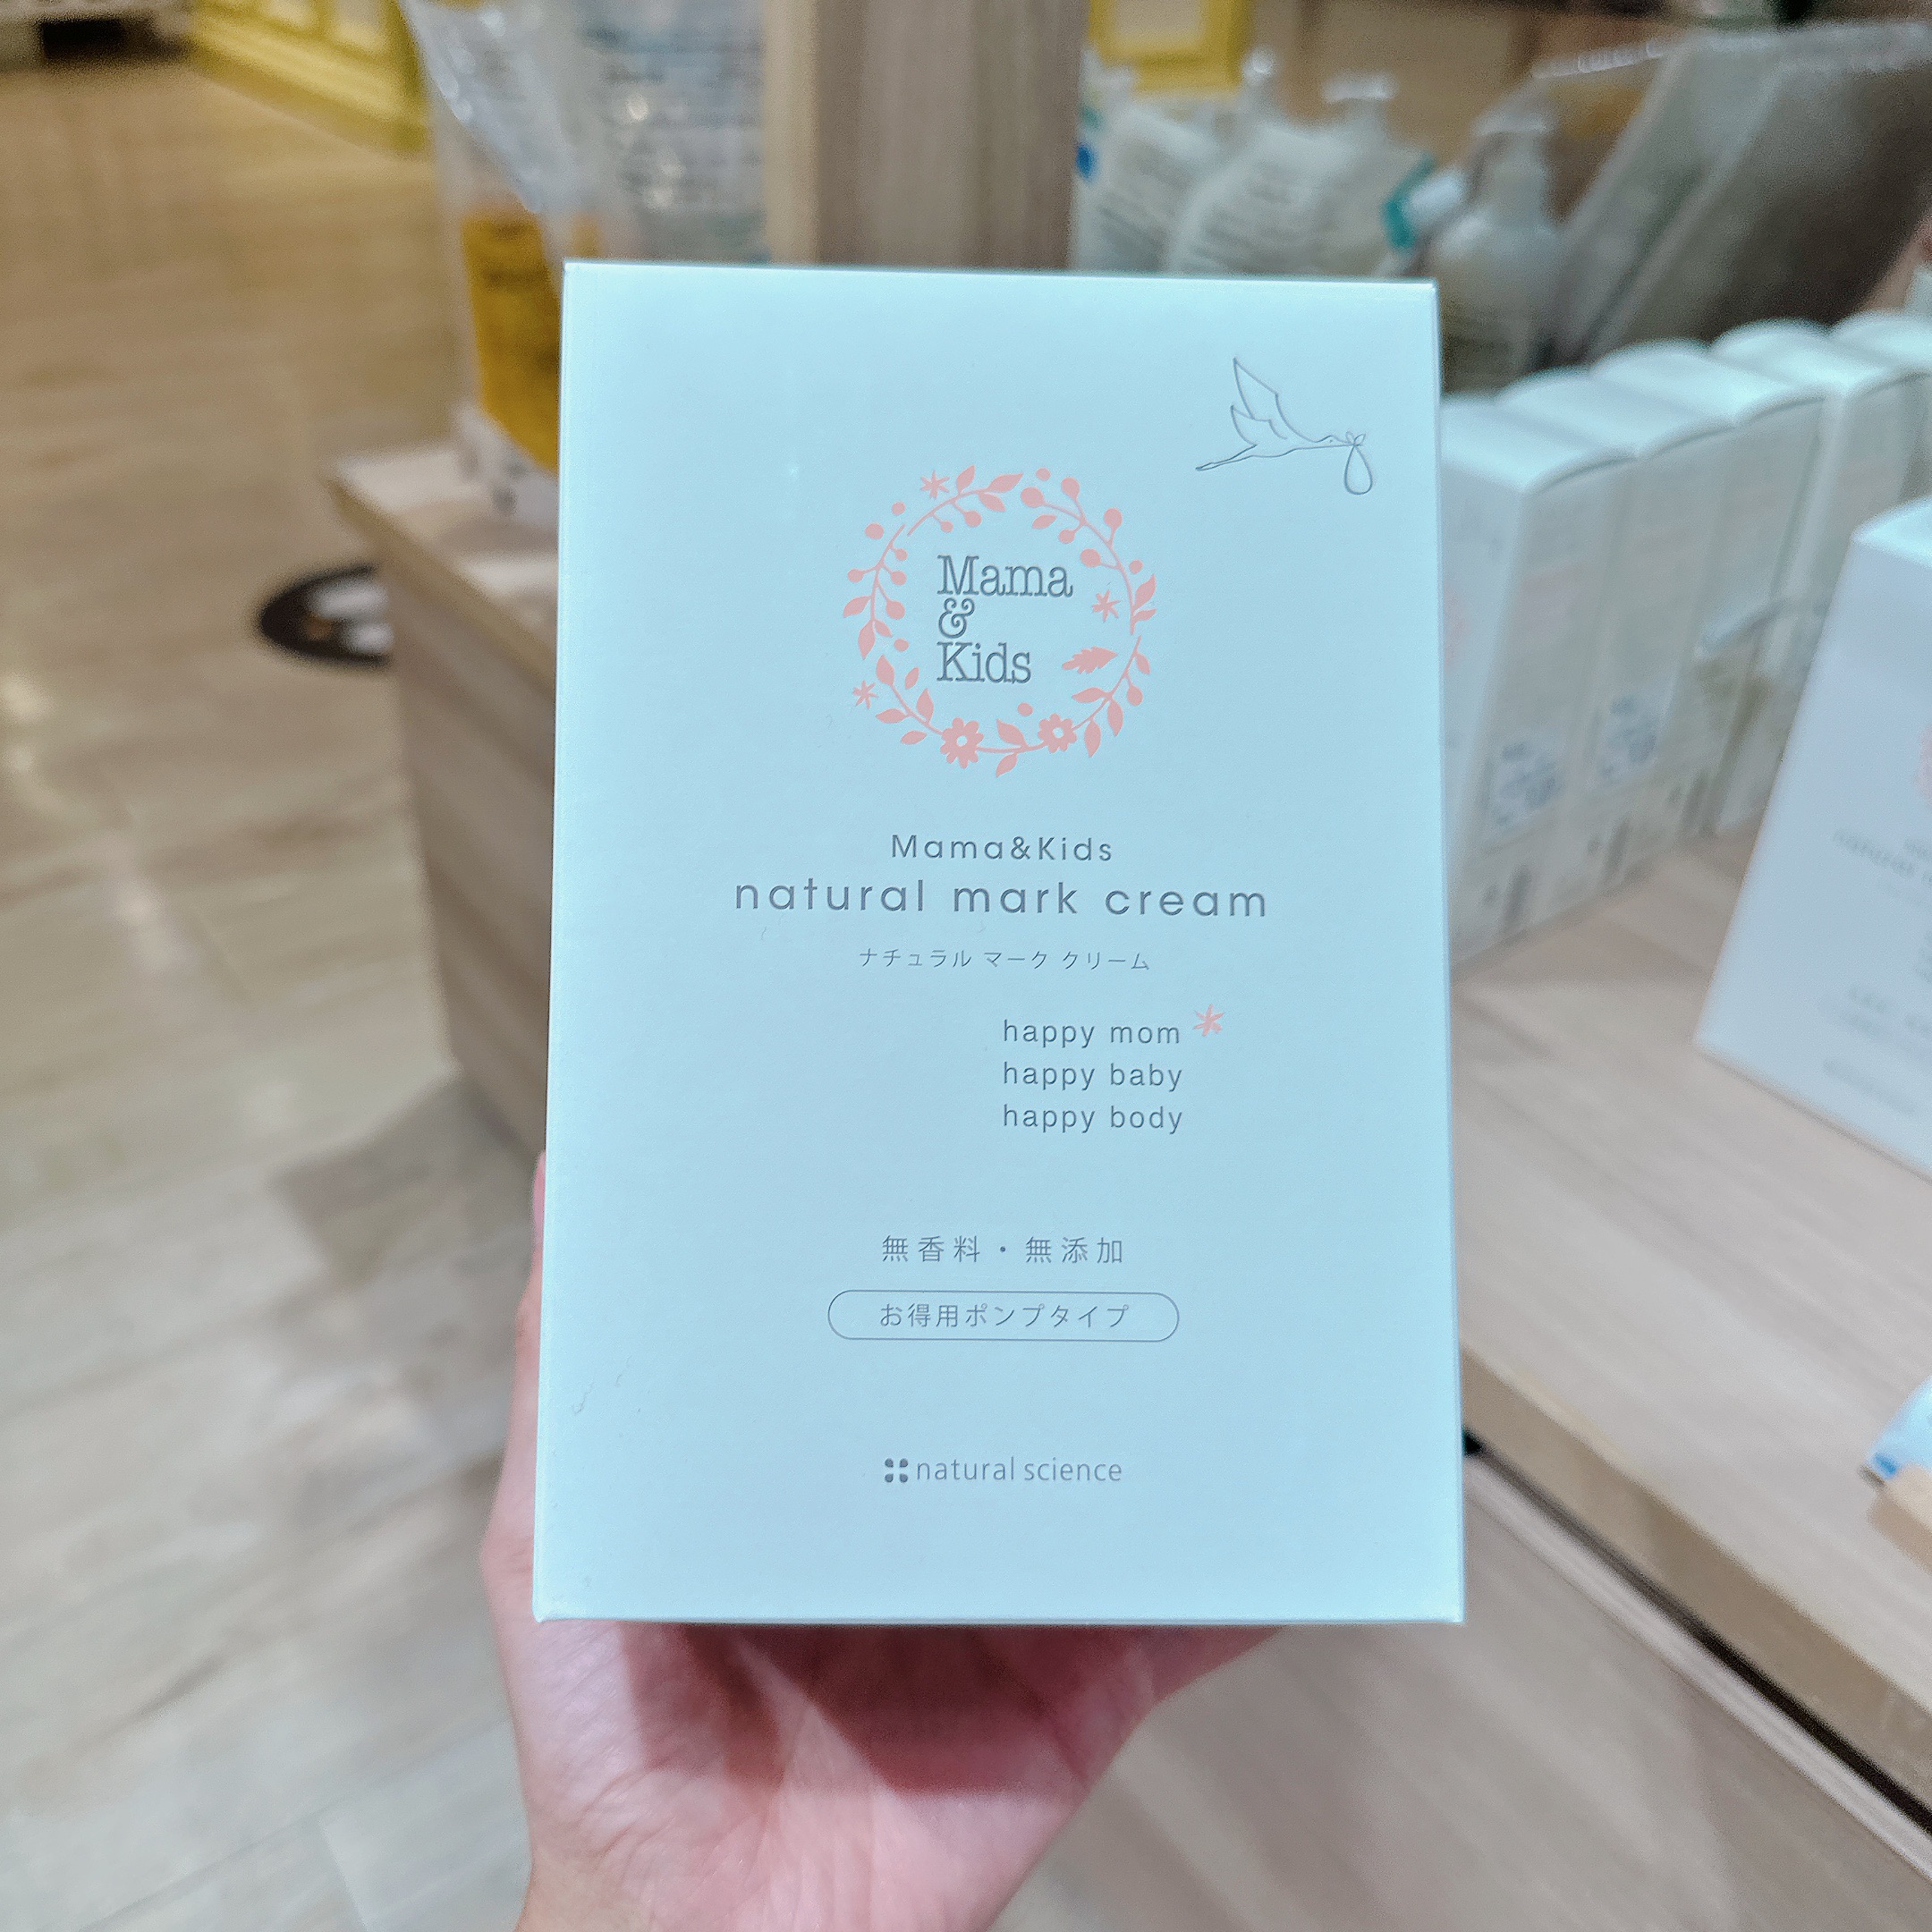 Mama
&
Kids
Mama&Kids
natural mark cream
ナチュラル マーク クリーム
happy mom
happy baby
happy body
無香料・無添加
お得用ポンプタイプ
natural science